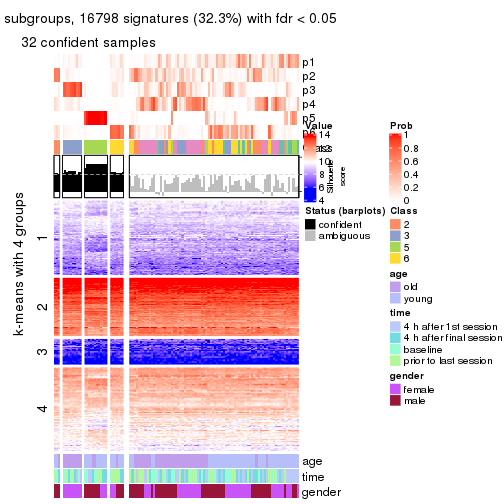 subgroups, 16798 signatures (32.3%) with fdr < 0.05
32 confident samples
p1
p2
p3
p4
p5
k-means with 4 groups
1
2
3
4
Value
14
10
8
6
4
Silhouette
score
Status (barplots)
confident
ambiguous
Prob
1
0.8
0.6
0.4
0.2
0
Class
2
3
5
6
age
old
young
time
4 h after 1st session
4 h after final session
baseline
prior to last session
gender
female
male
age
time
gender